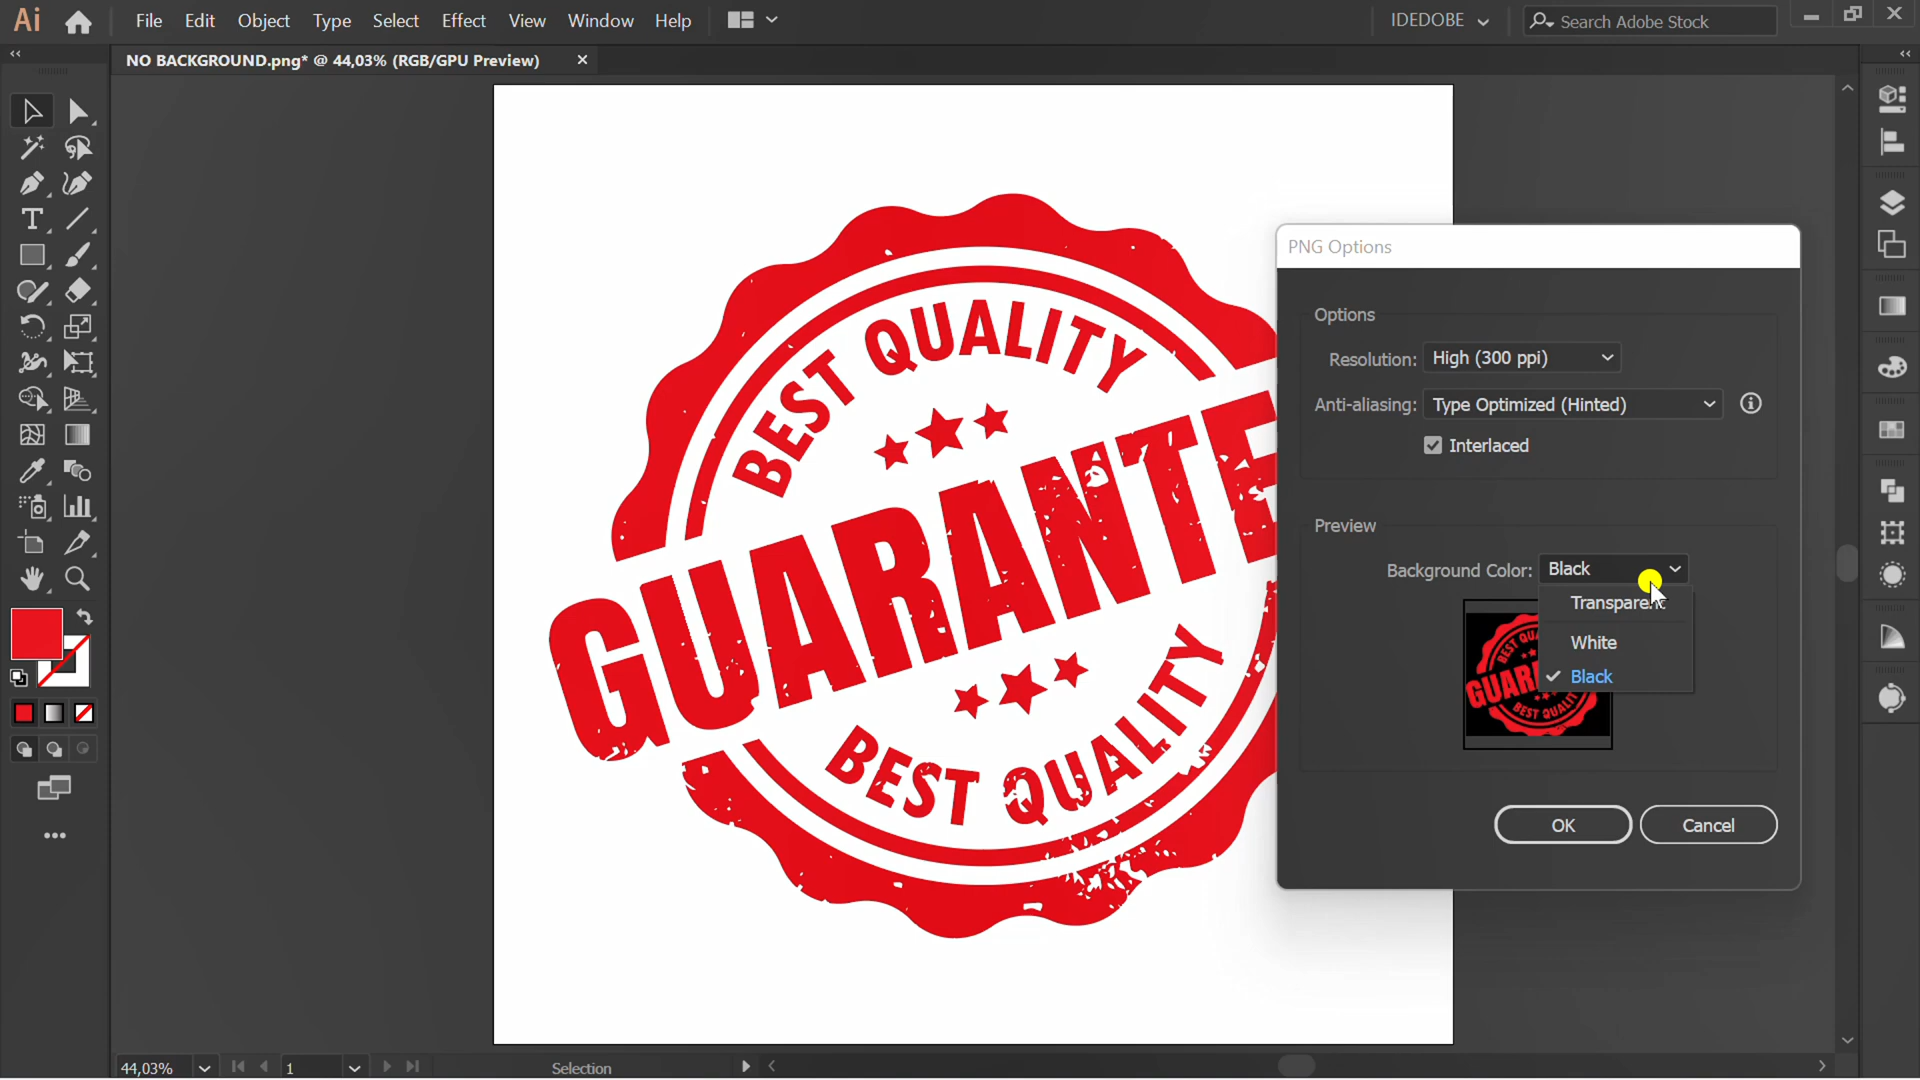 Ai File Edit Object Type Select Effect View Window Help IDEDOBE Search Adobe Stock
NO BACKGROUND.png* @ 44,03% (RGB/GPU Preview)
BEST QUALITY
GUARANTE
BEST QUALITY
PNG Options
Options
Resolution: High (300 ppi)
Anti-aliasing: Type Optimized (Hinted)
Interlaced
Preview
Background Color: Black
Transparent
White
Black
BEST QUALITY
OK Cancel
44,03% 1 Selection